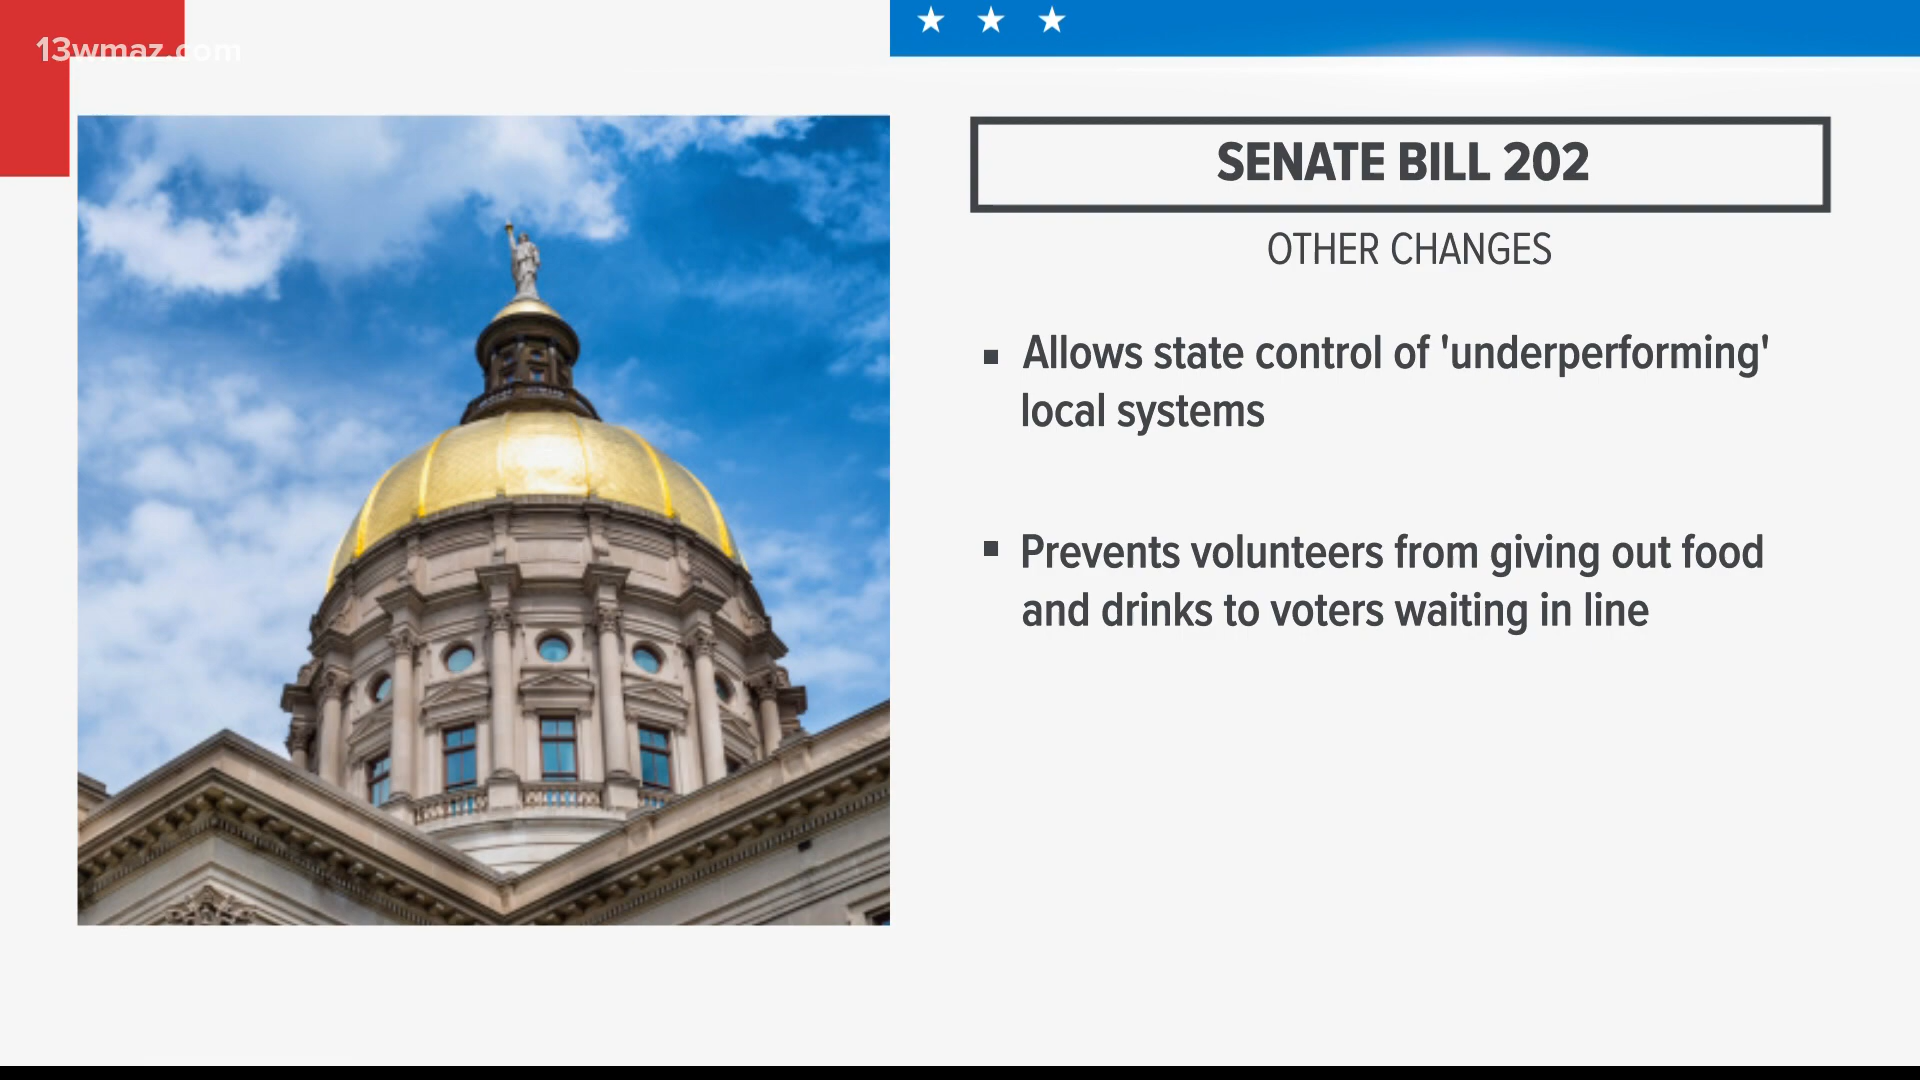 13wmaz.com
SENATE BILL 202
OTHER CHANGES
▪ Allows state control of 'underperforming'
local systems
▪ Prevents volunteers from giving out food
and drinks to voters waiting in line